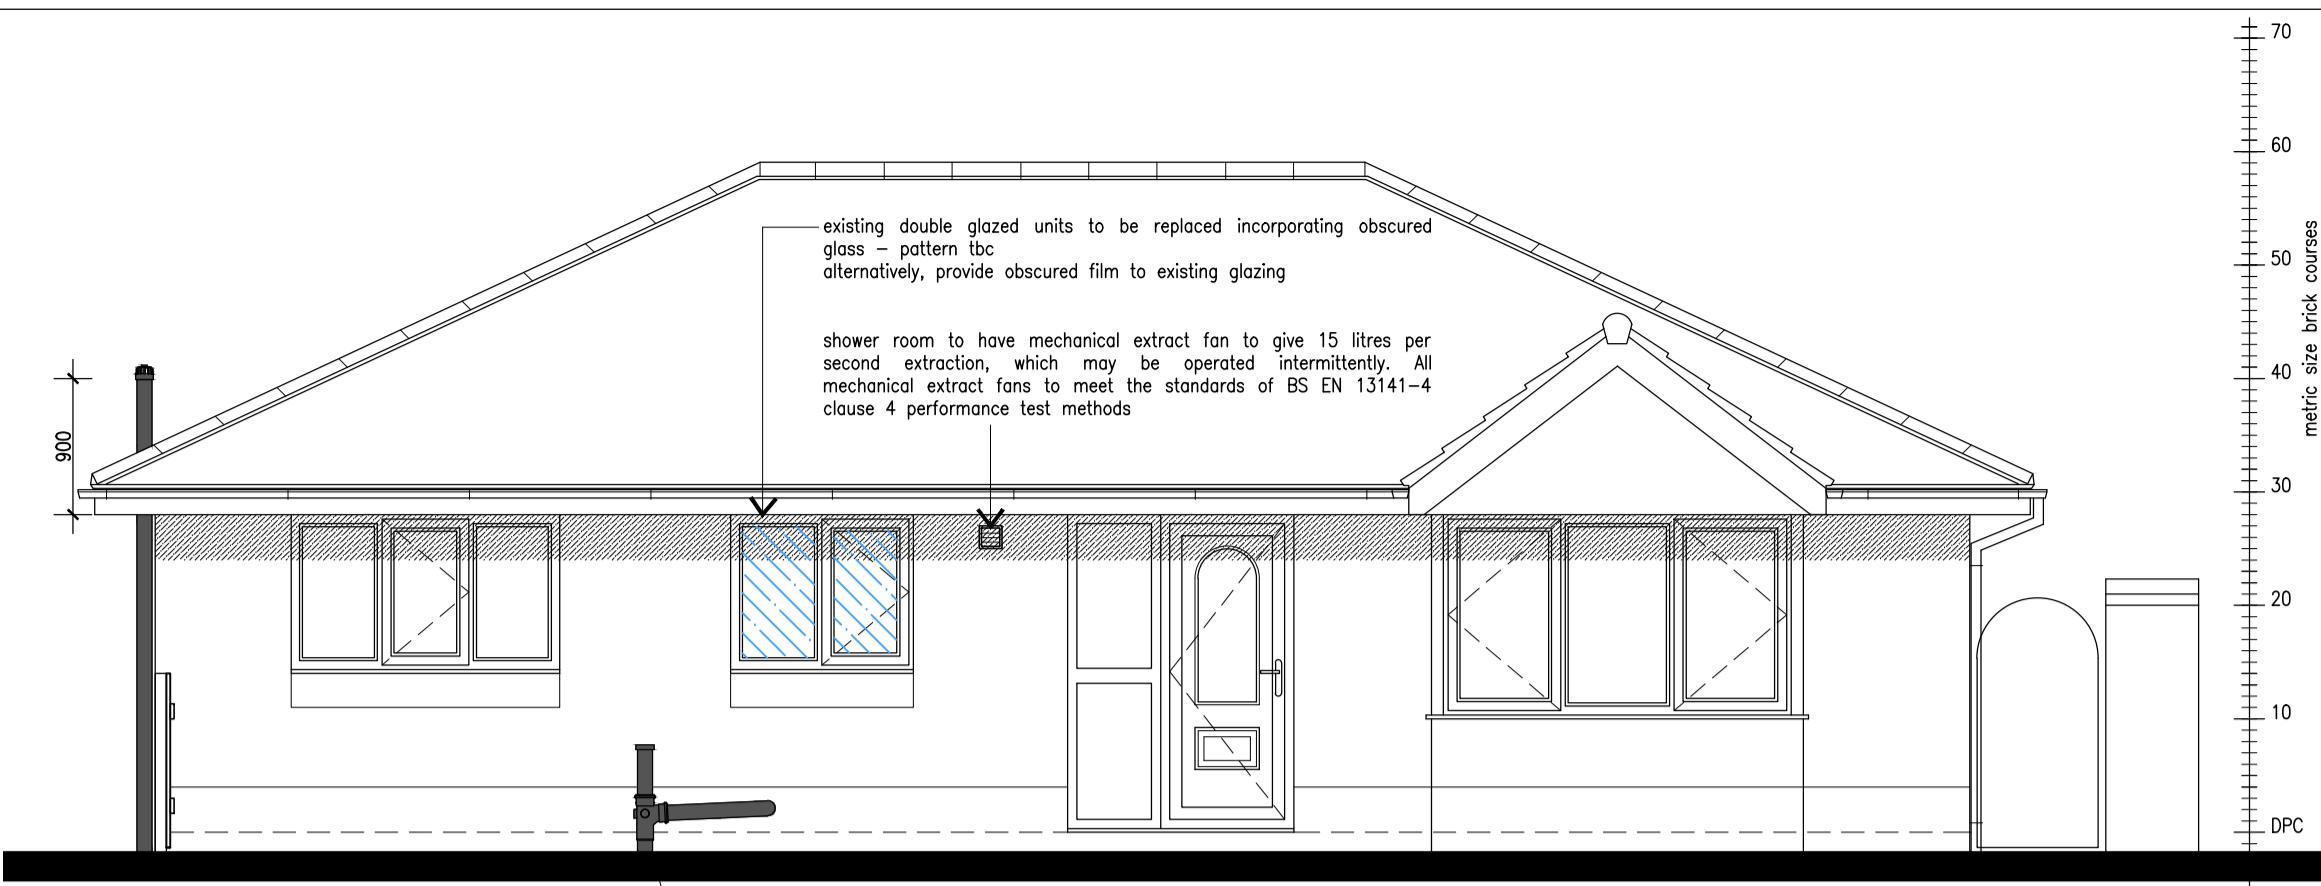 existing double glazed units to be replaced incorporating obscured
glass – pattern tbc
alternatively, provide obscured film to existing glazing
shower room to have mechanical extract fan to give 15 litres per
second extraction, which may be operated intermittently. All
mechanical extract fans to meet the standards of BS EN 13141–4
clause 4 performance test methods
900
70
60
50
40
30
20
10
DPC
metric size brick courses